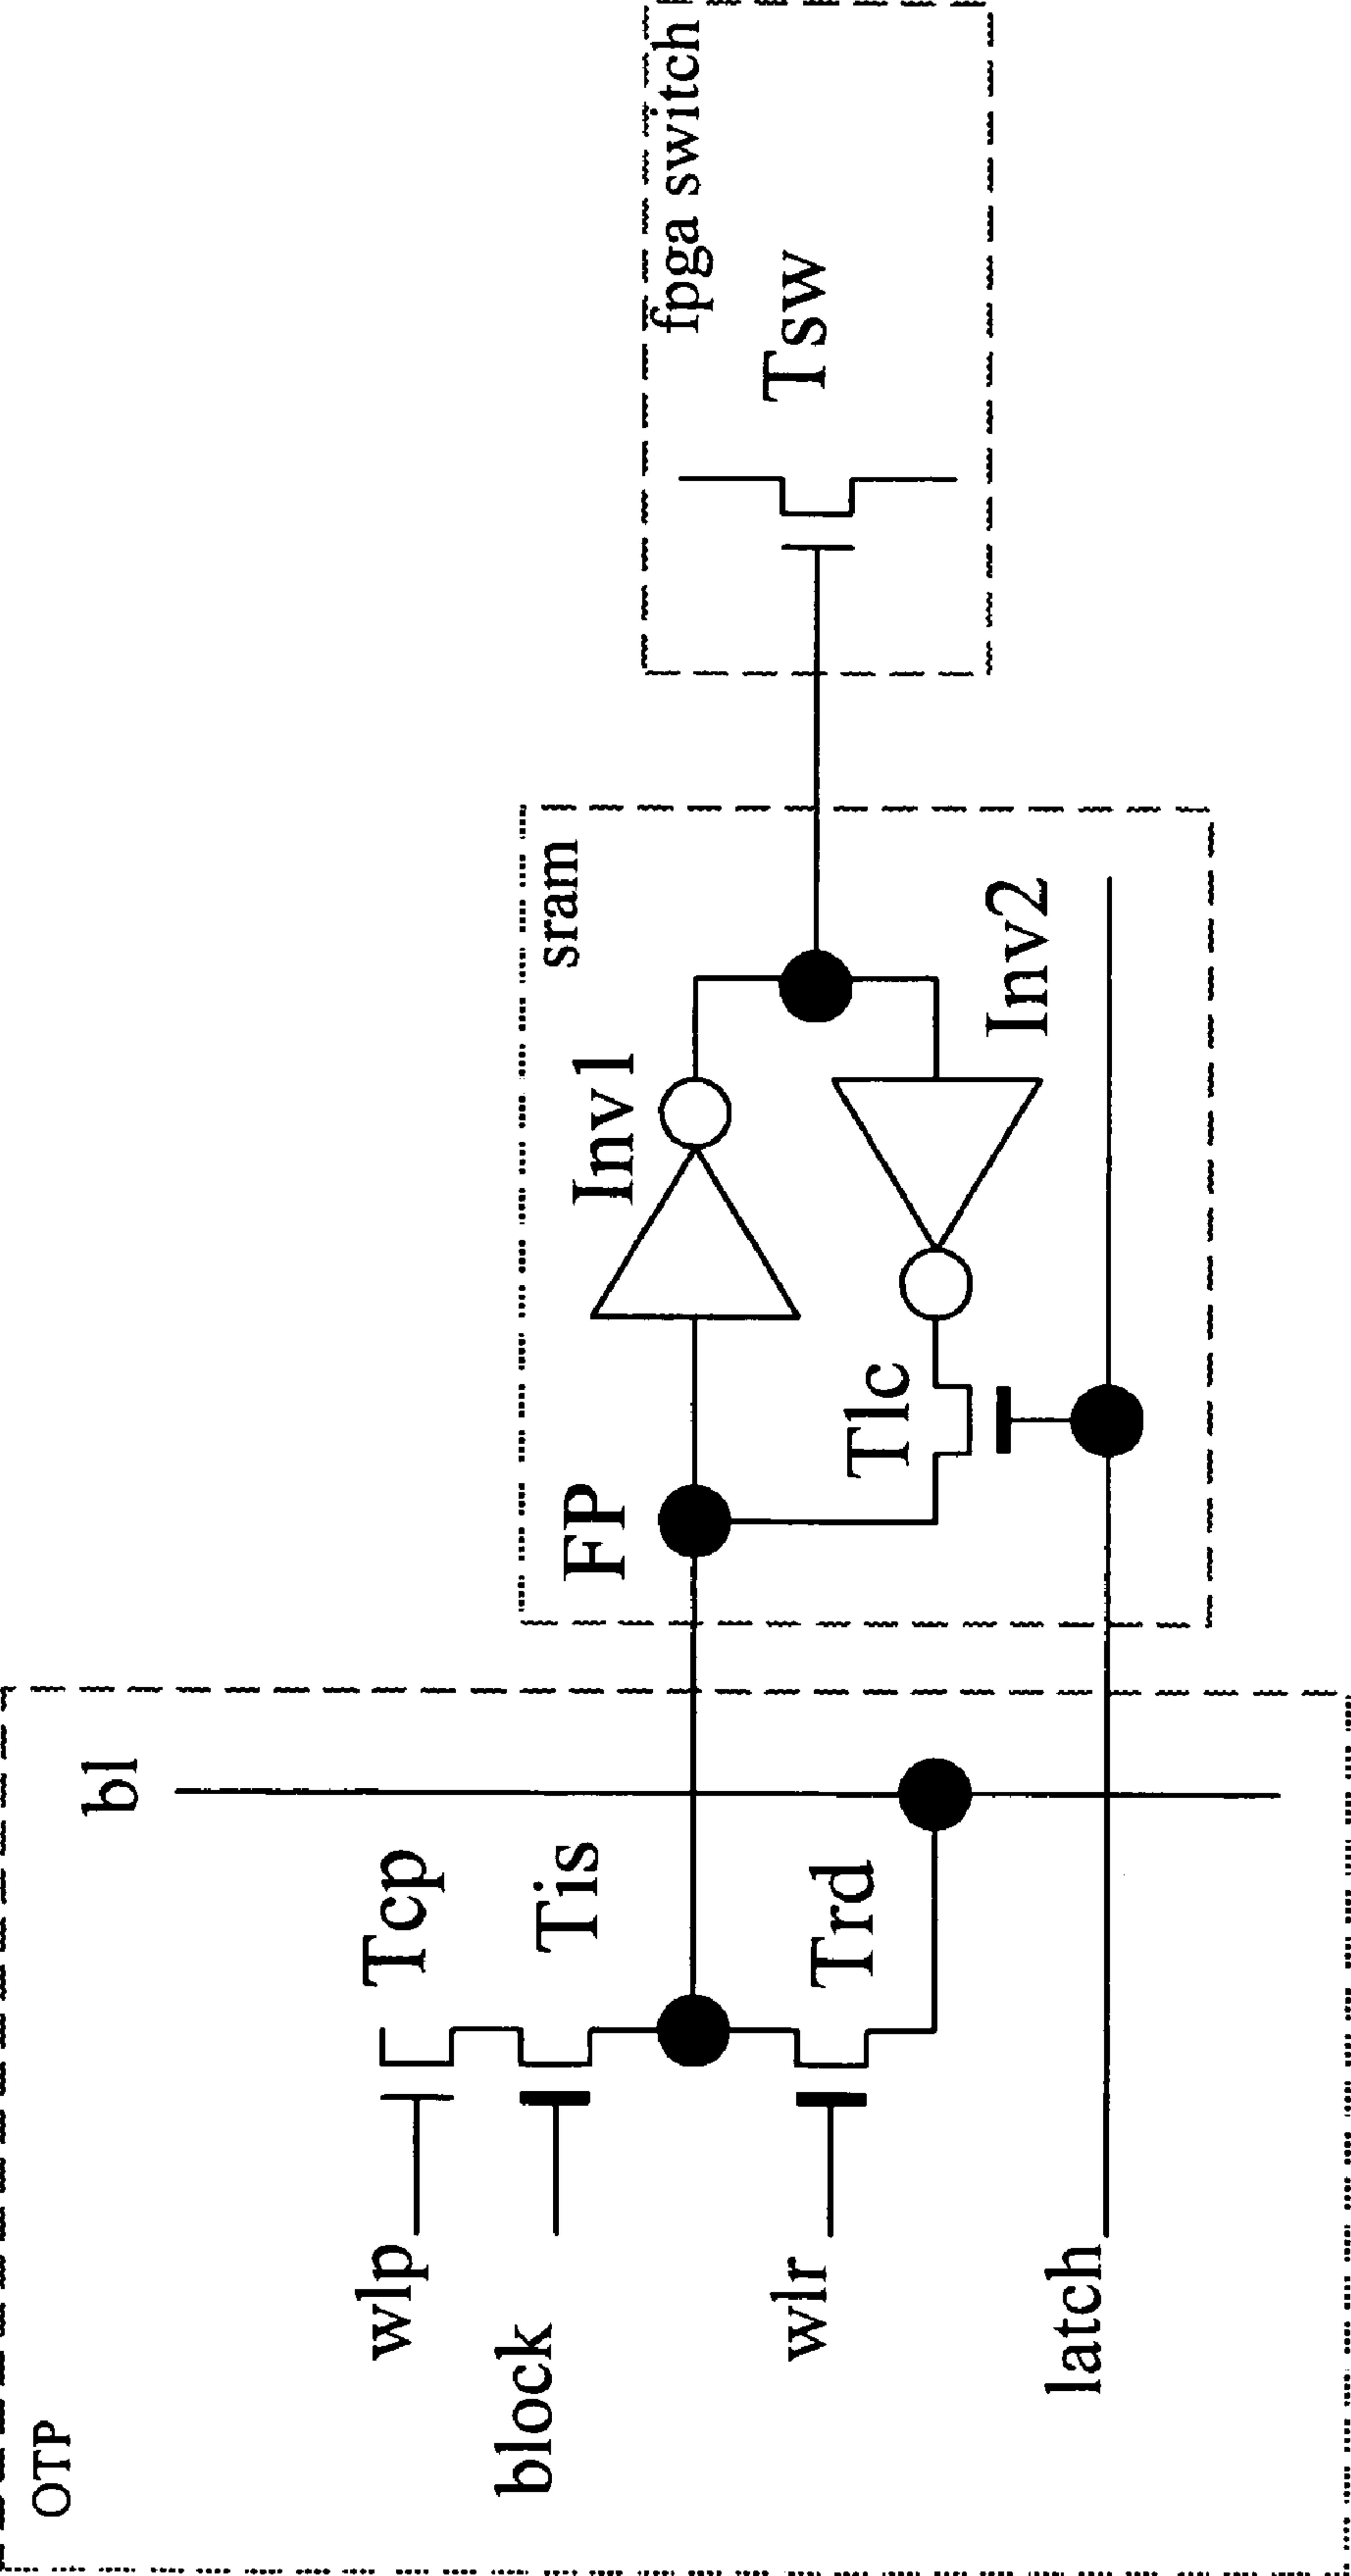 OTP
bl
wlp
Tcp
block
Tis
wlr
Trd
latch
sram
FP
Inv1
Tlc
Inv2
fpga switch
Tsw